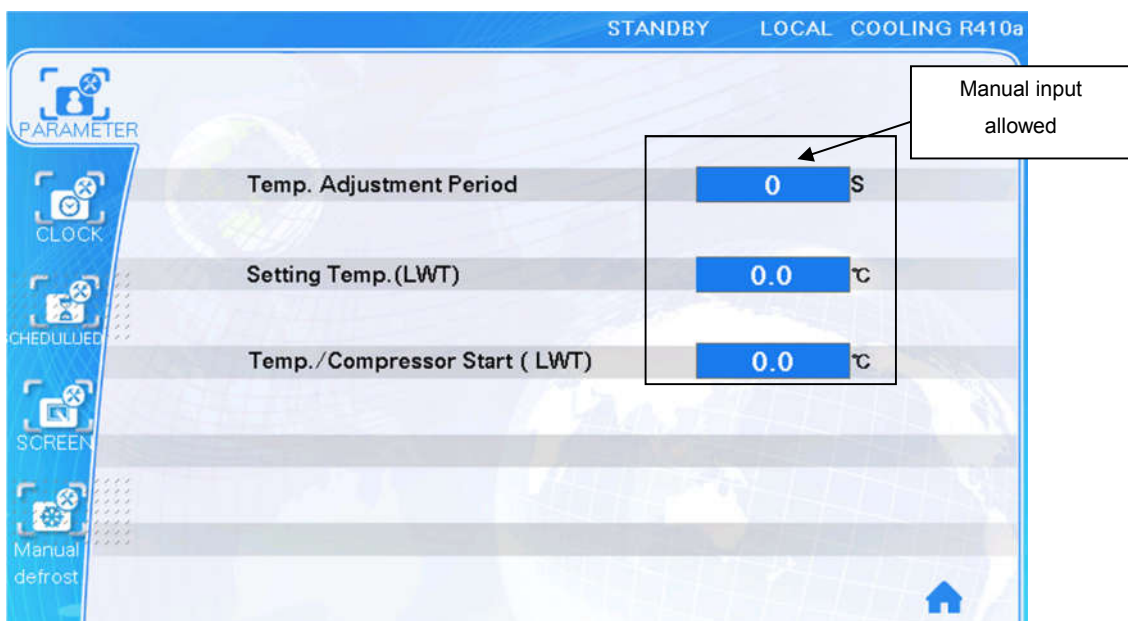 STANDBY LOCAL COOLING R410a
Manual input
allowed
PARAMETER
Temp. Adjustment Period 0 S
CLOCK
Setting Temp.(LWT) 0.0 ℃
CHEDULUED
Temp./Compressor Start ( LWT) 0.0 ℃
SCREEN
Manual
defrost